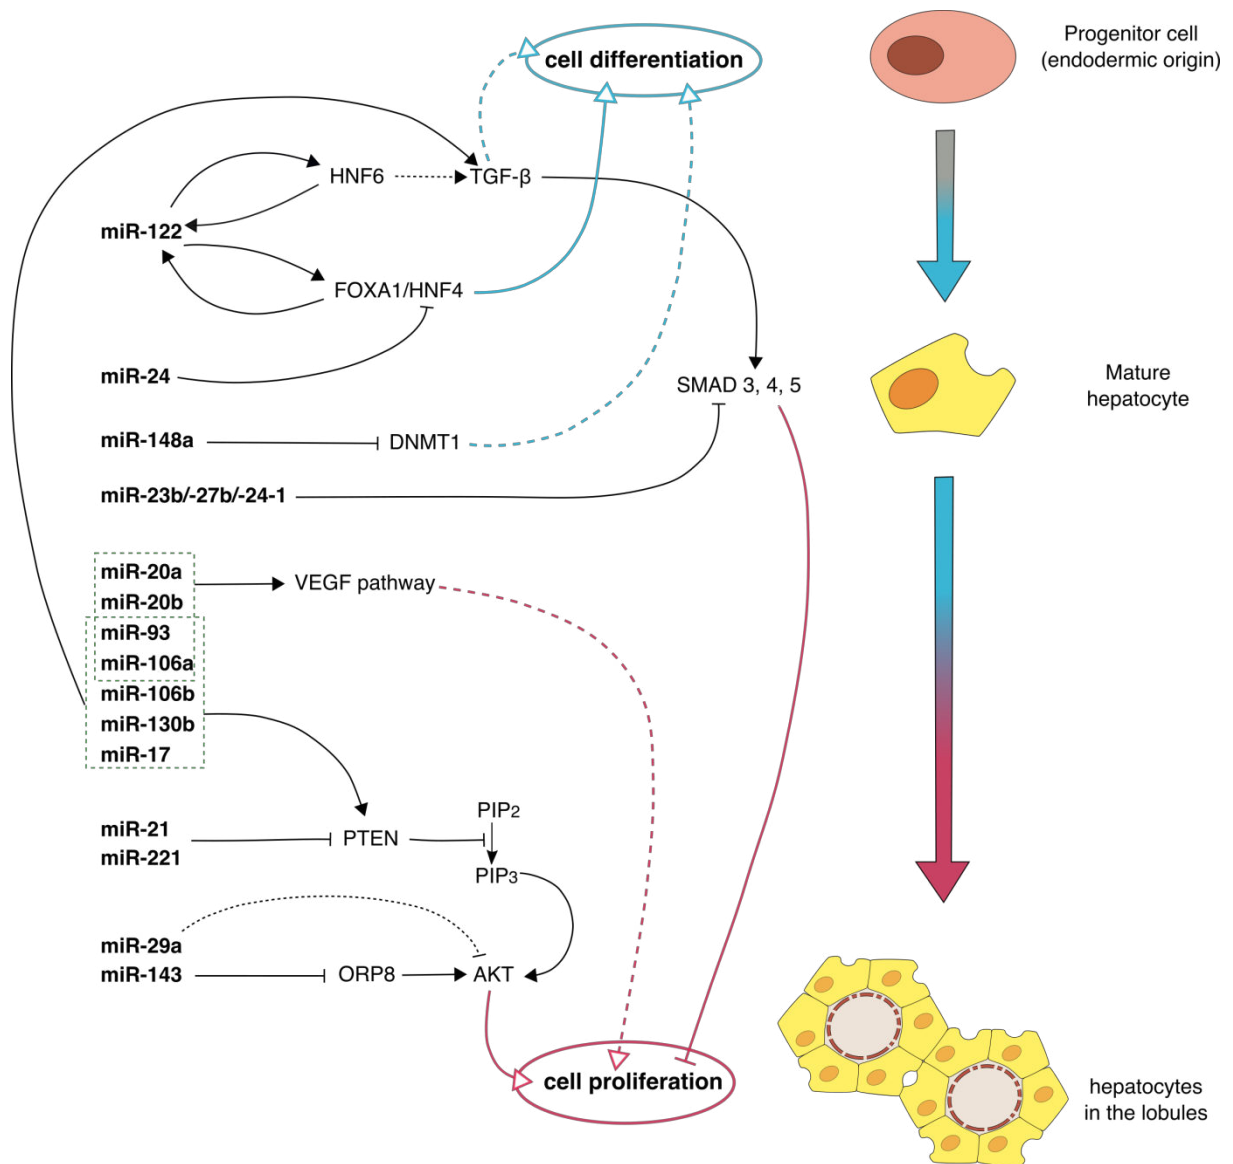 cell differentiation
Progenitor cell
(endodermic origin)
HNF6
TGF-β
miR-122
FOXA1/HNF4
miR-24
SMAD 3, 4, 5
Mature
hepatocyte
miR-148a
DNMT1
miR-23b/-27b/-24-1
miR-20a
VEGF pathway
miR-20b
miR-93
miR-106a
miR-106b
miR-130b
miR-17
PIP2
miR-21
PTEN
miR-221
PIP3
miR-29a
miR-143
ORP8
AKT
cell proliferation
hepatocytes
in the lobules